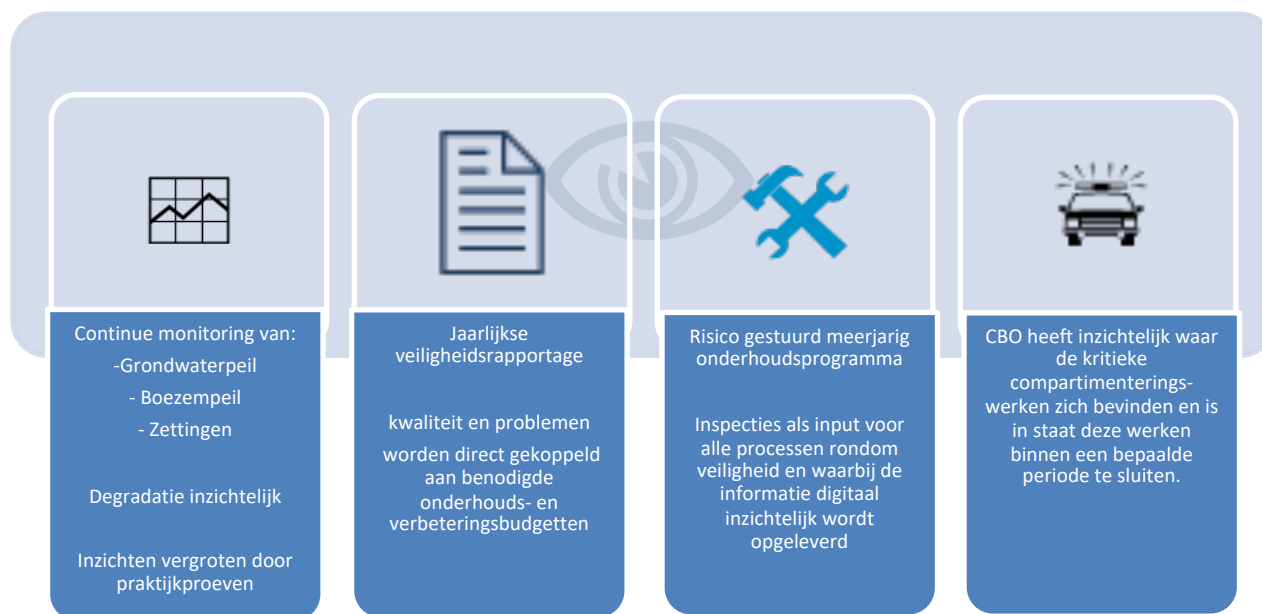 Continue monitoring van:
-Grondwaterpeil
- Boezempeil
- Zettingen
Degradatie inzichtelijk
Inzichten vergroten door
praktijkproeven
Jaarlijkse
veiligheidsrapportage
kwaliteit en problemen
worden direct gekoppeld
aan benodigde
onderhouds- en
verbeteringsbudgetten
Risico gestuurd meerjarig
onderhoudsprogramma
Inspecties als input voor
alle processen rondom
veiligheid en waarbij de
informatie digitaal
inzichtelijk wordt
opgeleverd
CBO heeft inzichtelijk waar
de kritieke
compartimenterings-
werken zich bevinden en is
in staat deze werken
binnen een bepaalde
periode te sluiten.